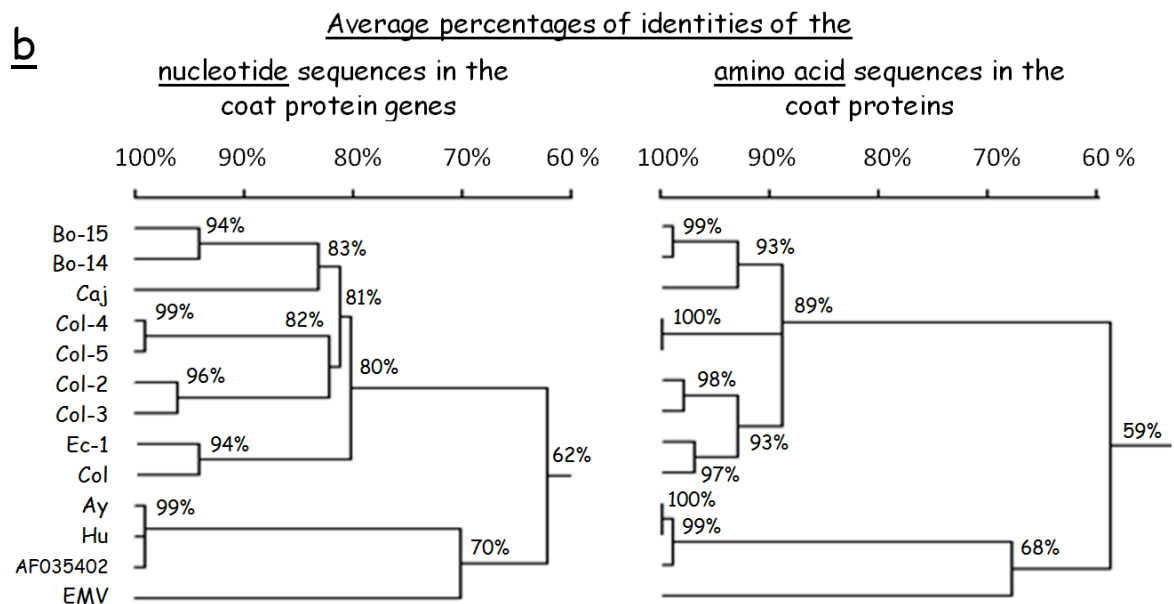 b
Average percentages of identities of the
nucleotide sequences in the
coat protein genes
amino acid sequences in the
coat proteins
100% 90% 80% 70% 60 %
100% 90% 80% 70% 60 %
Bo-15
Bo-14
Caj
Col-4
Col-5
Col-2
Col-3
Ec-1
Col
Ay
Hu
AF035402
EMV
94%
83%
81%
99%
82%
80%
96%
94%
62%
99%
70%
99%
93%
89%
100%
98%
93%
97%
59%
100%
99%
68%